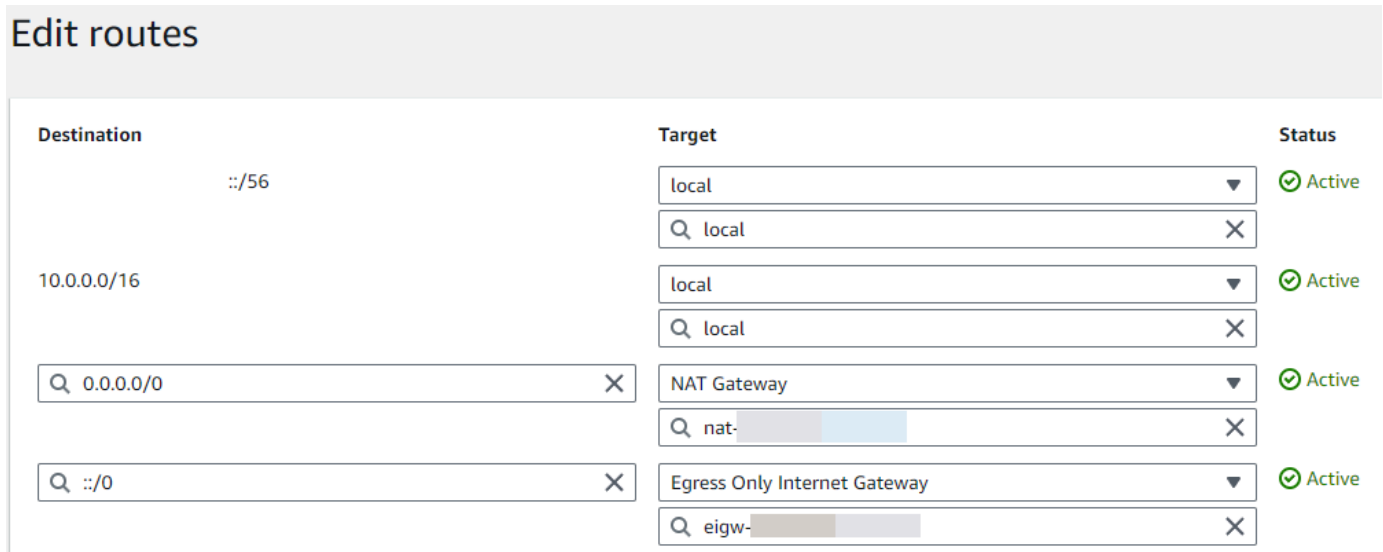 Edit routes
Destination Target Status
::/56 local Active
local
10.0.0.0/16 local Active
local
0.0.0.0/0 NAT Gateway Active
nat-
::/0 Egress Only Internet Gateway Active
eigw-